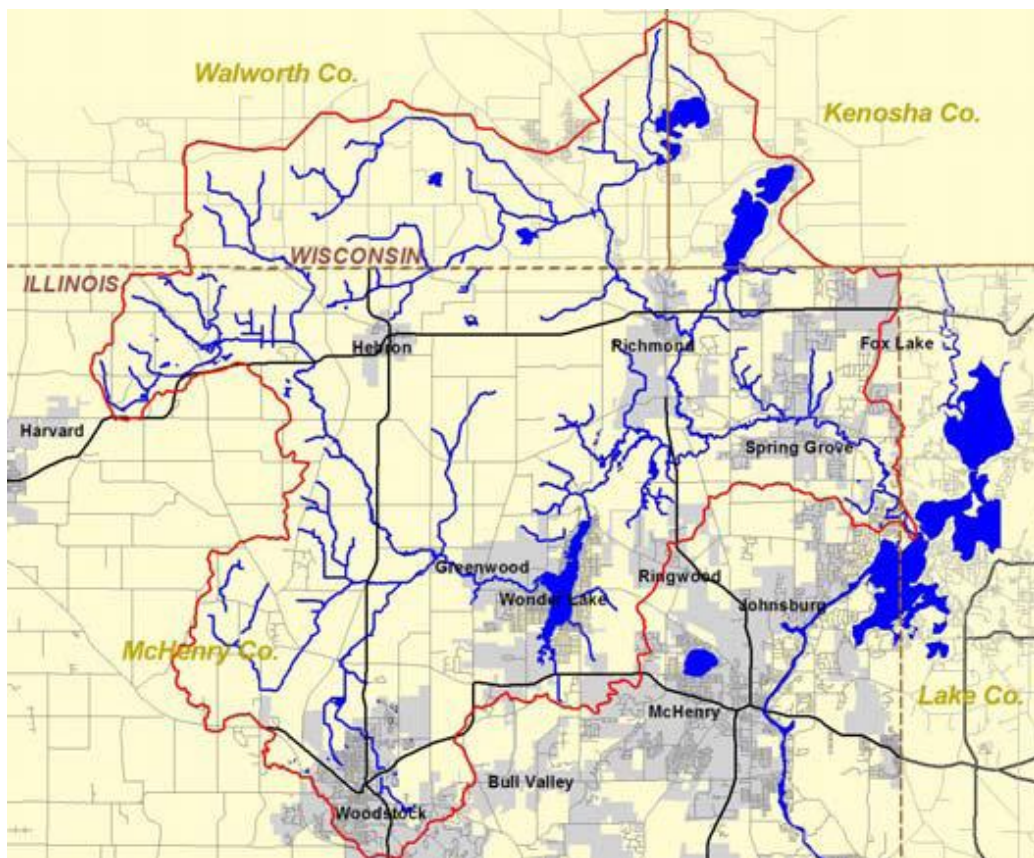 Walworth Co.
Kenosha Co.
WISCONSIN
ILLINOIS
Hebron
Richmond
Fox Lake
Harvard
Spring Grove
Greenwood
Ringwood
Wonder Lake
Johnsburg
McHenry Co.
Lake Co.
McHenry
Bull Valley
Woodstock